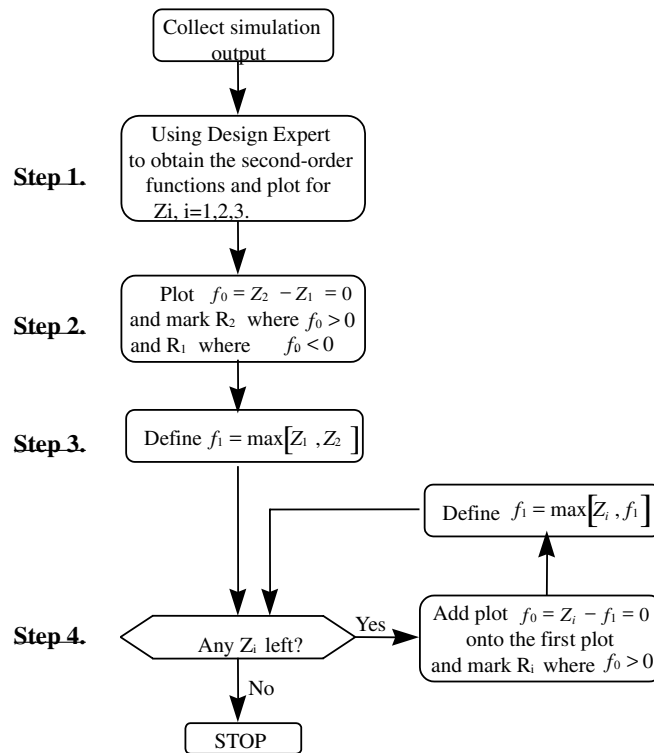 Collect simulation
output
Step 1.
Using Design Expert
to obtain the second-order
functions and plot for
Zi, i=1,2,3.
Step 2.
Plot f₀ = Z₂ − Z₁ = 0
and mark R₂ where f₀ > 0
and R₁ where f₀ < 0
Step 3.
Define f₁ = max[Z₁ , Z₂ ]
Define f₁ = max[Zᵢ , f₁]
Step 4.
Any Zᵢ left?
Yes
Add plot f₀ = Zᵢ − f₁ = 0
onto the first plot
and mark Rᵢ where f₀ > 0
No
STOP